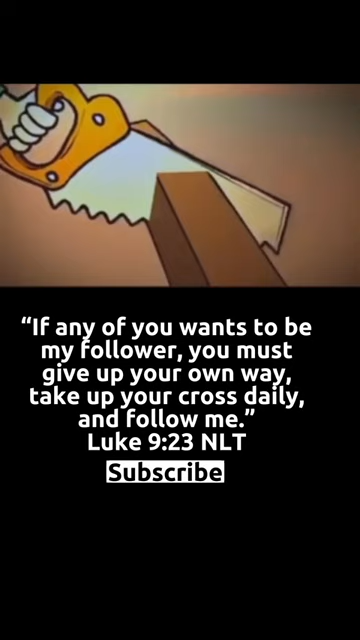 “If any of you wants to be
my follower, you must
give up your own way,
take up your cross daily,
and follow me.”
Luke 9:23 NLT
Subscribe